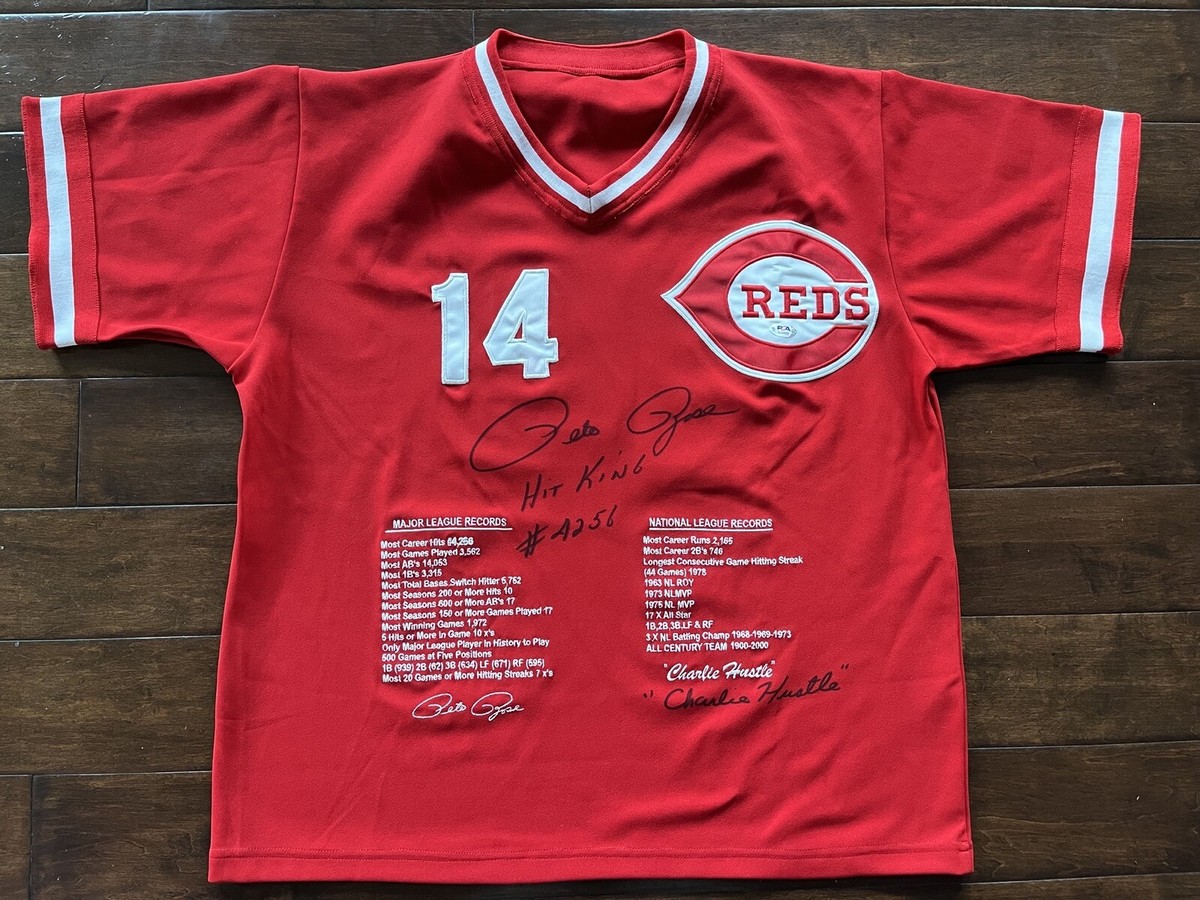 14
REDS
PSA
Pete Rose
HIT KING
#4256
MAJOR LEAGUE RECORDS
Most Career Hits 4,256
Most Games Played 3,562
Most AB's 14,053
Most 1B's 3,315
Most Total Bases Switch Hitter 5,752
Most Seasons 200 or More Hits 10
Most Seasons 600 or More AB's 17
Most Seasons 150 or More Games Played 17
Most Winning Games 1,972
5 Hits or More in Game 10 x's
Only Major League Player in History to Play
500 Games at Five Positions
1B (939) 2B (62) 3B (634) LF (671) RF (595)
Most 20 Games or More Hitting Streaks 7 x's
Pete Rose
NATIONAL LEAGUE RECORDS
Most Career Runs 2,165
Most Career 2B's 746
Longest Consecutive Game Hitting Streak
(44 Games) 1978
1963 NL ROY
1973 NLMVP
1975 NL MVP
17 X All Star
1B,2B,3B,LF & RF
3 X NL Batting Champ 1968-1969-1973
ALL CENTURY TEAM 1900-2000
"Charlie Hustle"
"Charlie Hustle"